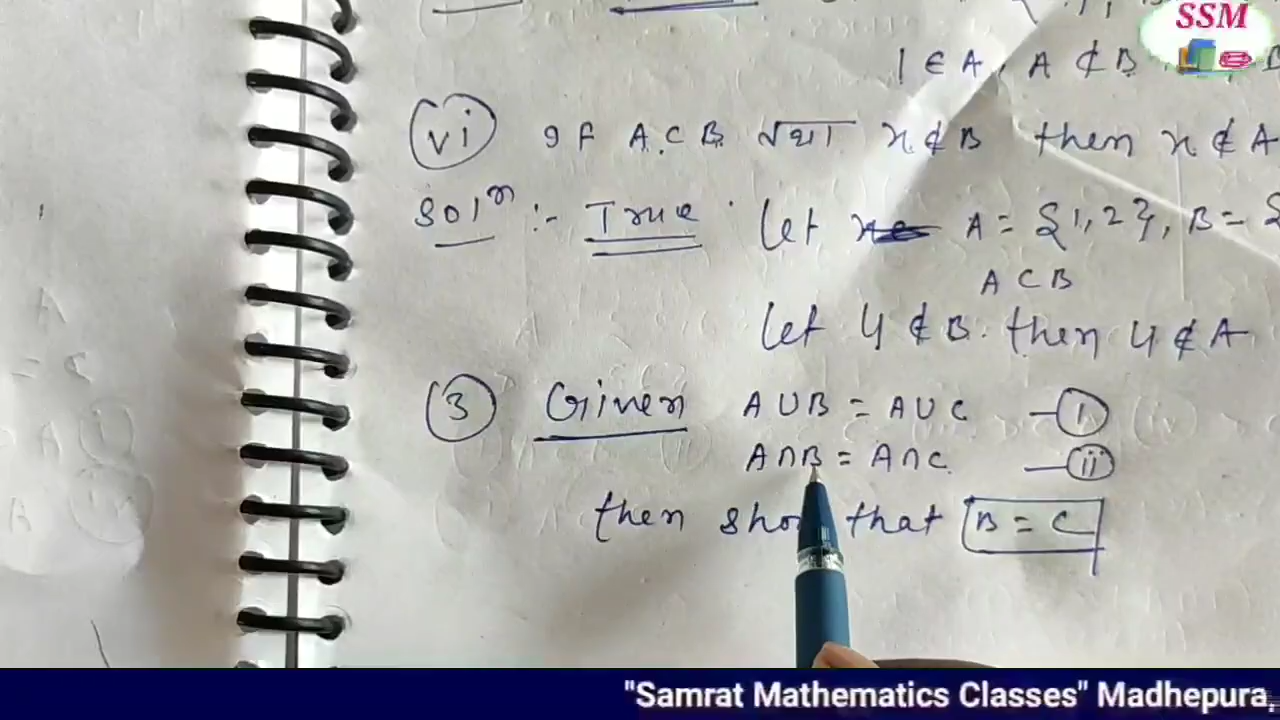 SSM
1 ∈ A, A ⊄ B
(vi) If A ⊂ B तथा x ∉ B then x ∉ A
Solⁿ :- True Let A = {1,2}, B = {
A ⊂ B
Let 4 ∉ B. then 4 ∉ A
(3) Given A ∪ B = A ∪ C — (i)
A ∩ B = A ∩ C — (ii)
then show that B = C
"Samrat Mathematics Classes" Madhepura,